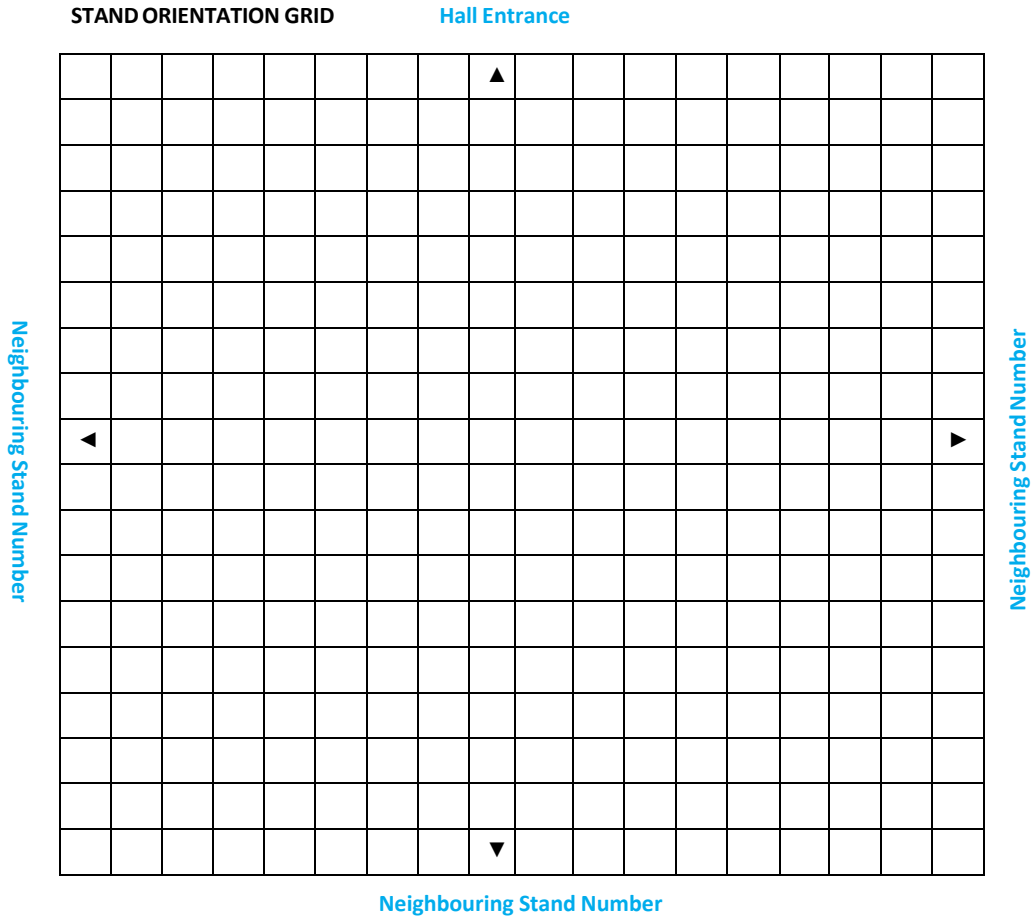 STAND ORIENTATION GRID
Hall Entrance
▲
Neighbouring Stand Number
◄
►
Neighbouring Stand Number
▼
Neighbouring Stand Number